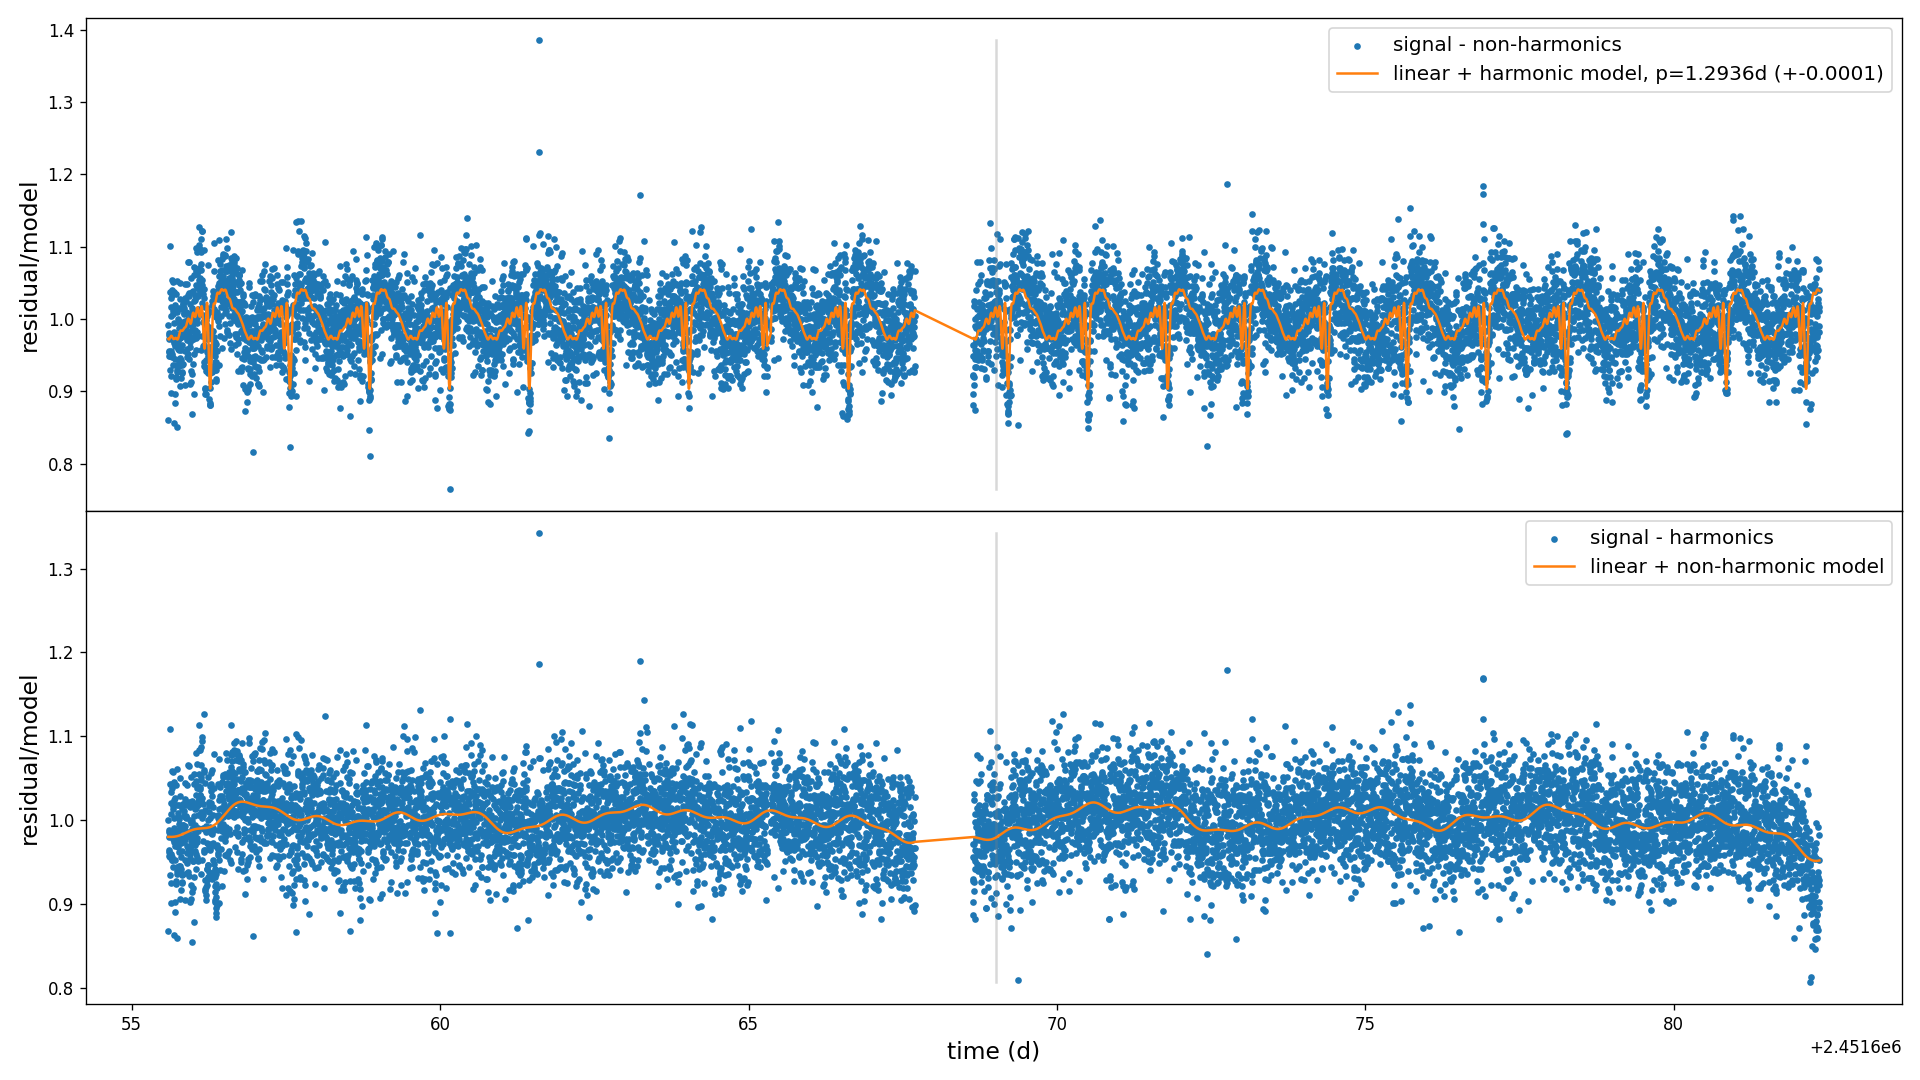 1.4
1.3
1.2
1.1
1.0
0.9
0.8
residual/model
signal - non-harmonics
linear + harmonic model, p=1.2936d (+-0.0001)
1.3
1.2
1.1
1.0
0.9
0.8
residual/model
signal - harmonics
linear + non-harmonic model
55 60 65 70 75 80
time (d)
+2.4516e6